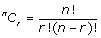 ⁿCᵣ = n! / r!(n − r)!